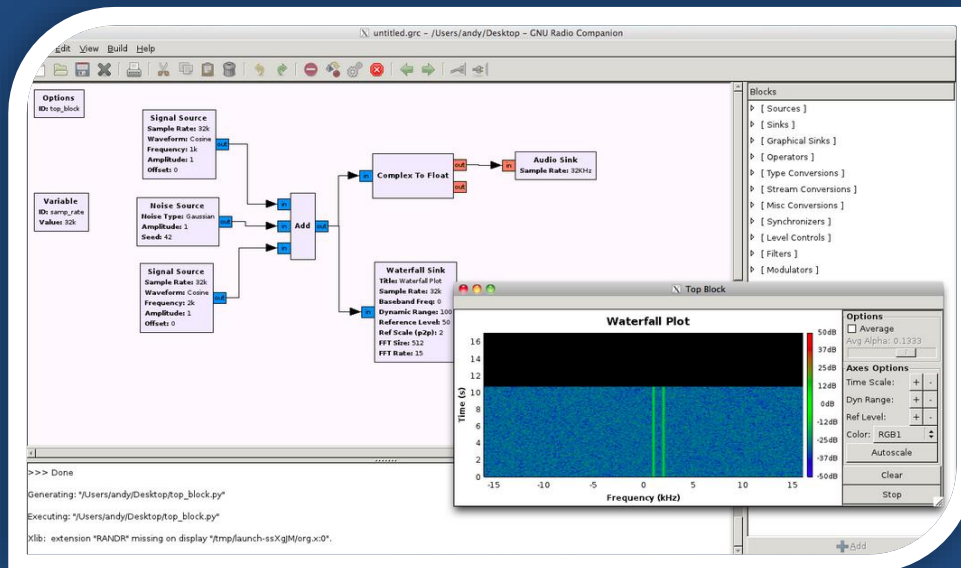 untitled.grc - /Users/andy/Desktop - GNU Radio Companion
Edit View Build Help
Options
ID: top_block
Variable
ID: samp_rate
Value: 32k
Signal Source
Sample Rate: 32k
Waveform: Cosine
Frequency: 1k
Amplitude: 1
Offset: 0
out
Noise Source
Noise Type: Gaussian
Amplitude: 1
Seed: 42
out
Signal Source
Sample Rate: 32k
Waveform: Cosine
Frequency: 2k
Amplitude: 1
Offset: 0
out
in
in
in
Add
out
in
Complex To Float
out
out
in
Audio Sink
Sample Rate: 32KHz
in
Waterfall Sink
Title: Waterfall Plot
Sample Rate: 32k
Baseband Freq: 0
Dynamic Range: 100
Reference Level: 50
Ref Scale (p2p): 2
FFT Size: 512
FFT Rate: 15
Blocks
[ Sources ]
[ Sinks ]
[ Graphical Sinks ]
[ Operators ]
[ Type Conversions ]
[ Stream Conversions ]
[ Misc Conversions ]
[ Synchronizers ]
[ Level Controls ]
[ Filters ]
[ Modulators ]
Top Block
Waterfall Plot
Time (s)
16
14
12
10
8
6
4
2
0
-15 -10 -5 0 5 10 15
Frequency (kHz)
50dB
37dB
25dB
12dB
0dB
-12dB
-25dB
-37dB
-50dB
Options
Average
Avg Alpha: 0.1333
Axes Options
Time Scale: + -
Dyn Range: + -
Ref Level: + -
Color: RGB1
Autoscale
Clear
Stop
>>> Done
Generating: "/Users/andy/Desktop/top_block.py"
Executing: "/Users/andy/Desktop/top_block.py"
Xlib: extension "RANDR" missing on display "/tmp/launch-ssXgJM/org.x:0".
Add